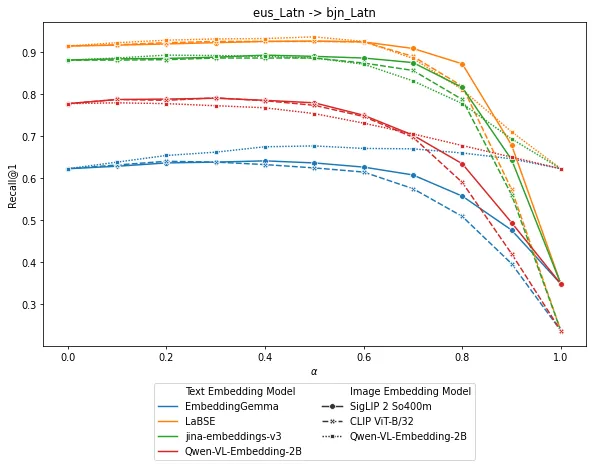 eus_Latn -> bjn_Latn
Recall@1
0.9
0.8
0.7
0.6
0.5
0.4
0.3
0.0
0.2
0.4
0.6
0.8
1.0
α
Text Embedding Model
EmbeddingGemma
LaBSE
jina-embeddings-v3
Qwen-VL-Embedding-2B
Image Embedding Model
SigLIP 2 So400m
CLIP ViT-B/32
Qwen-VL-Embedding-2B